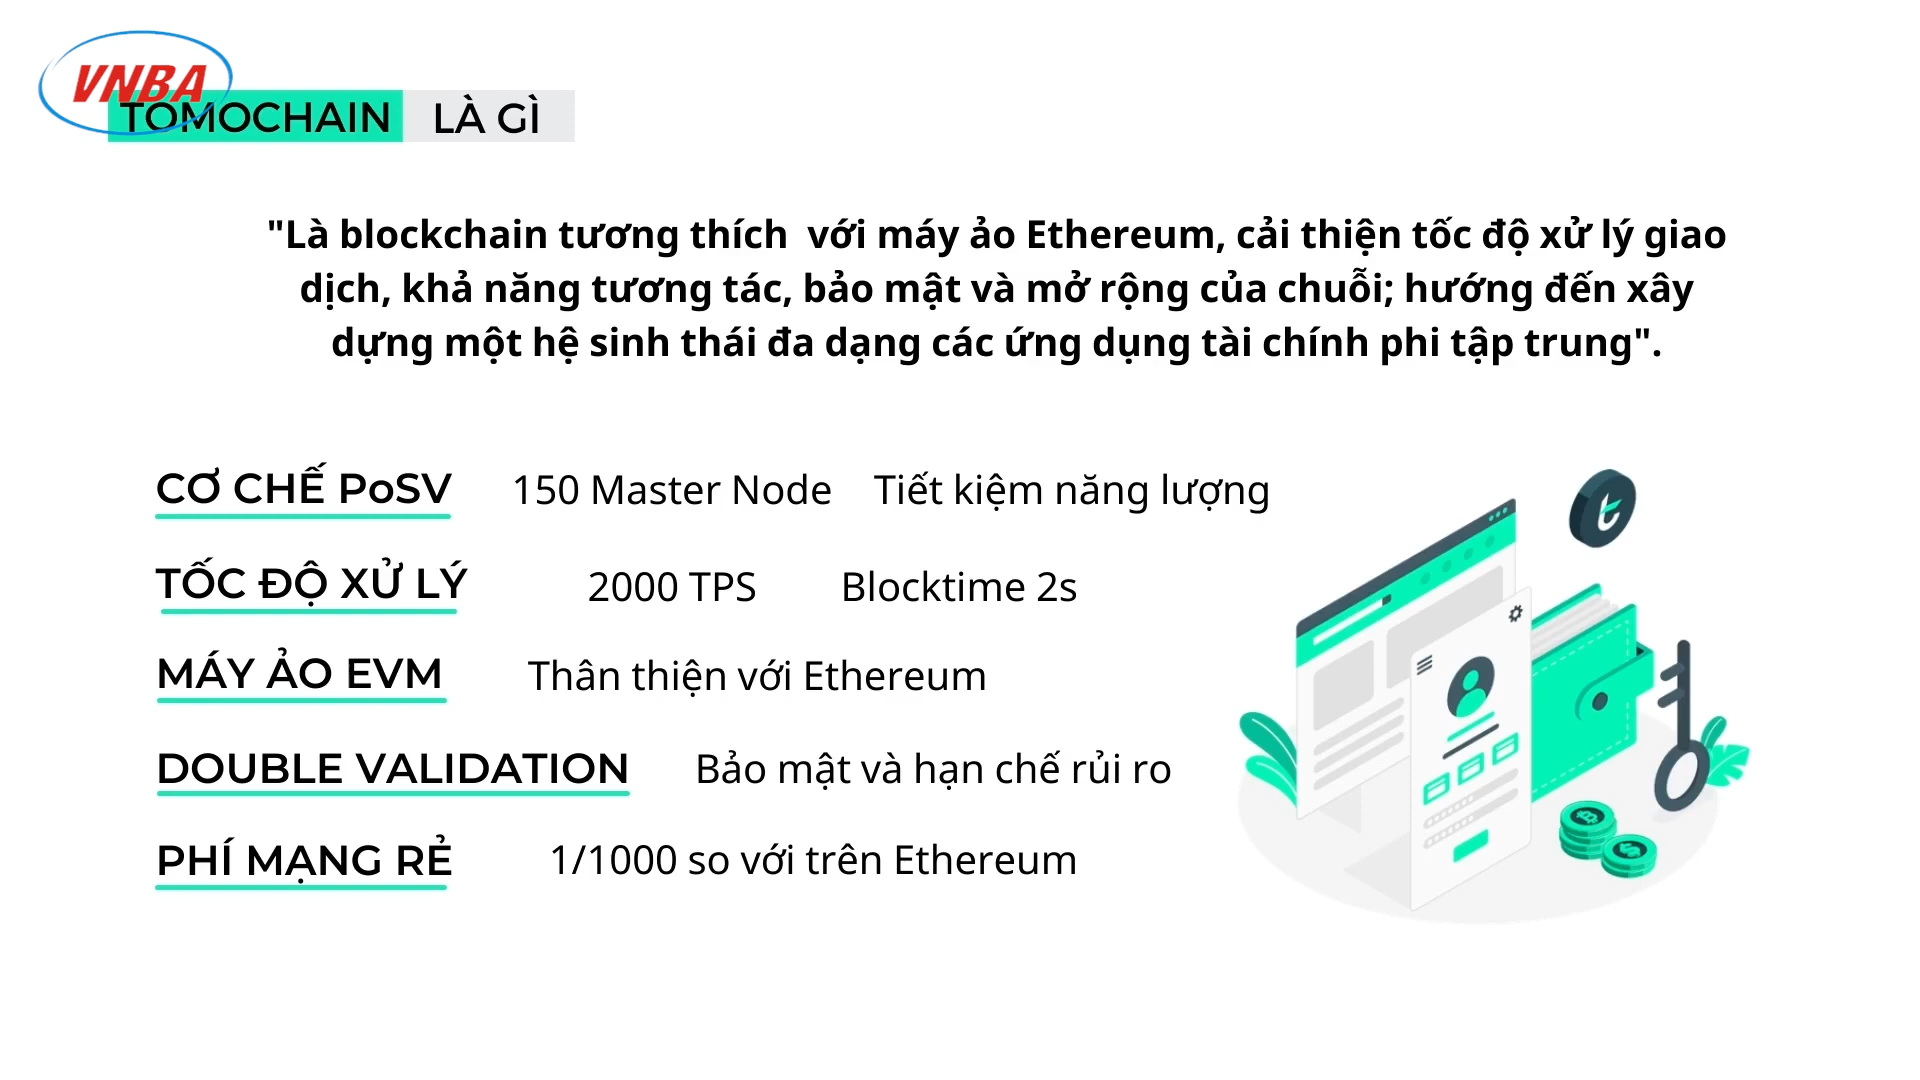 VNBA
TOMOCHAIN LÀ GÌ
"Là blockchain tương thích với máy ảo Ethereum, cải thiện tốc độ xử lý giao
dịch, khả năng tương tác, bảo mật và mở rộng của chuỗi; hướng đến xây
dựng một hệ sinh thái đa dạng các ứng dụng tài chính phi tập trung".
CƠ CHẾ PoSV 150 Master Node Tiết kiệm năng lượng
TỐC ĐỘ XỬ LÝ 2000 TPS Blocktime 2s
MÁY ẢO EVM Thân thiện với Ethereum
DOUBLE VALIDATION Bảo mật và hạn chế rủi ro
PHÍ MẠNG RẺ 1/1000 so với trên Ethereum